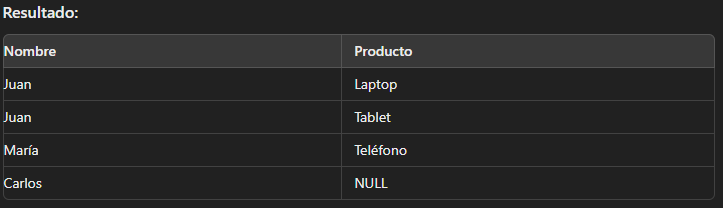 Resultado:
Nombre Producto
Juan Laptop
Juan Tablet
María Teléfono
Carlos NULL